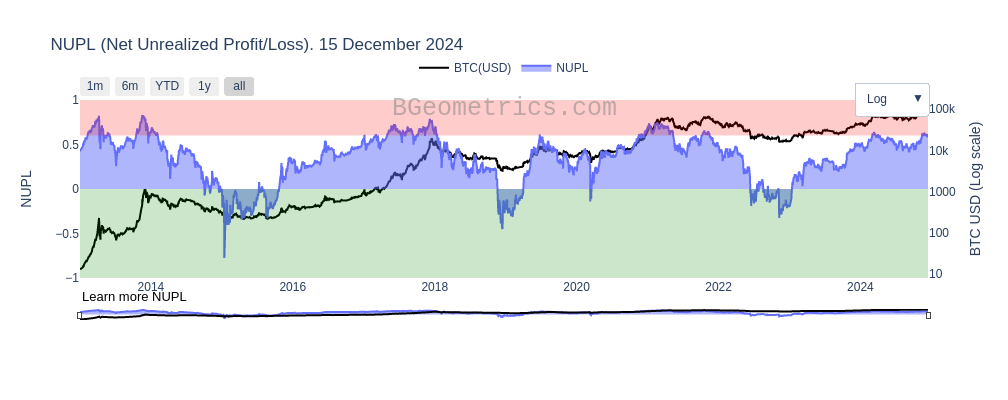 NUPL (Net Unrealized Profit/Loss). 15 December 2024
BTC(USD) NUPL
1m 6m YTD 1y all
Log ▼
BGeometrics.com
NUPL
1
0.5
0
−0.5
−1
100k
10k
1000
100
10
BTC USD (Log scale)
2014 2016 2018 2020 2022 2024
Learn more NUPL